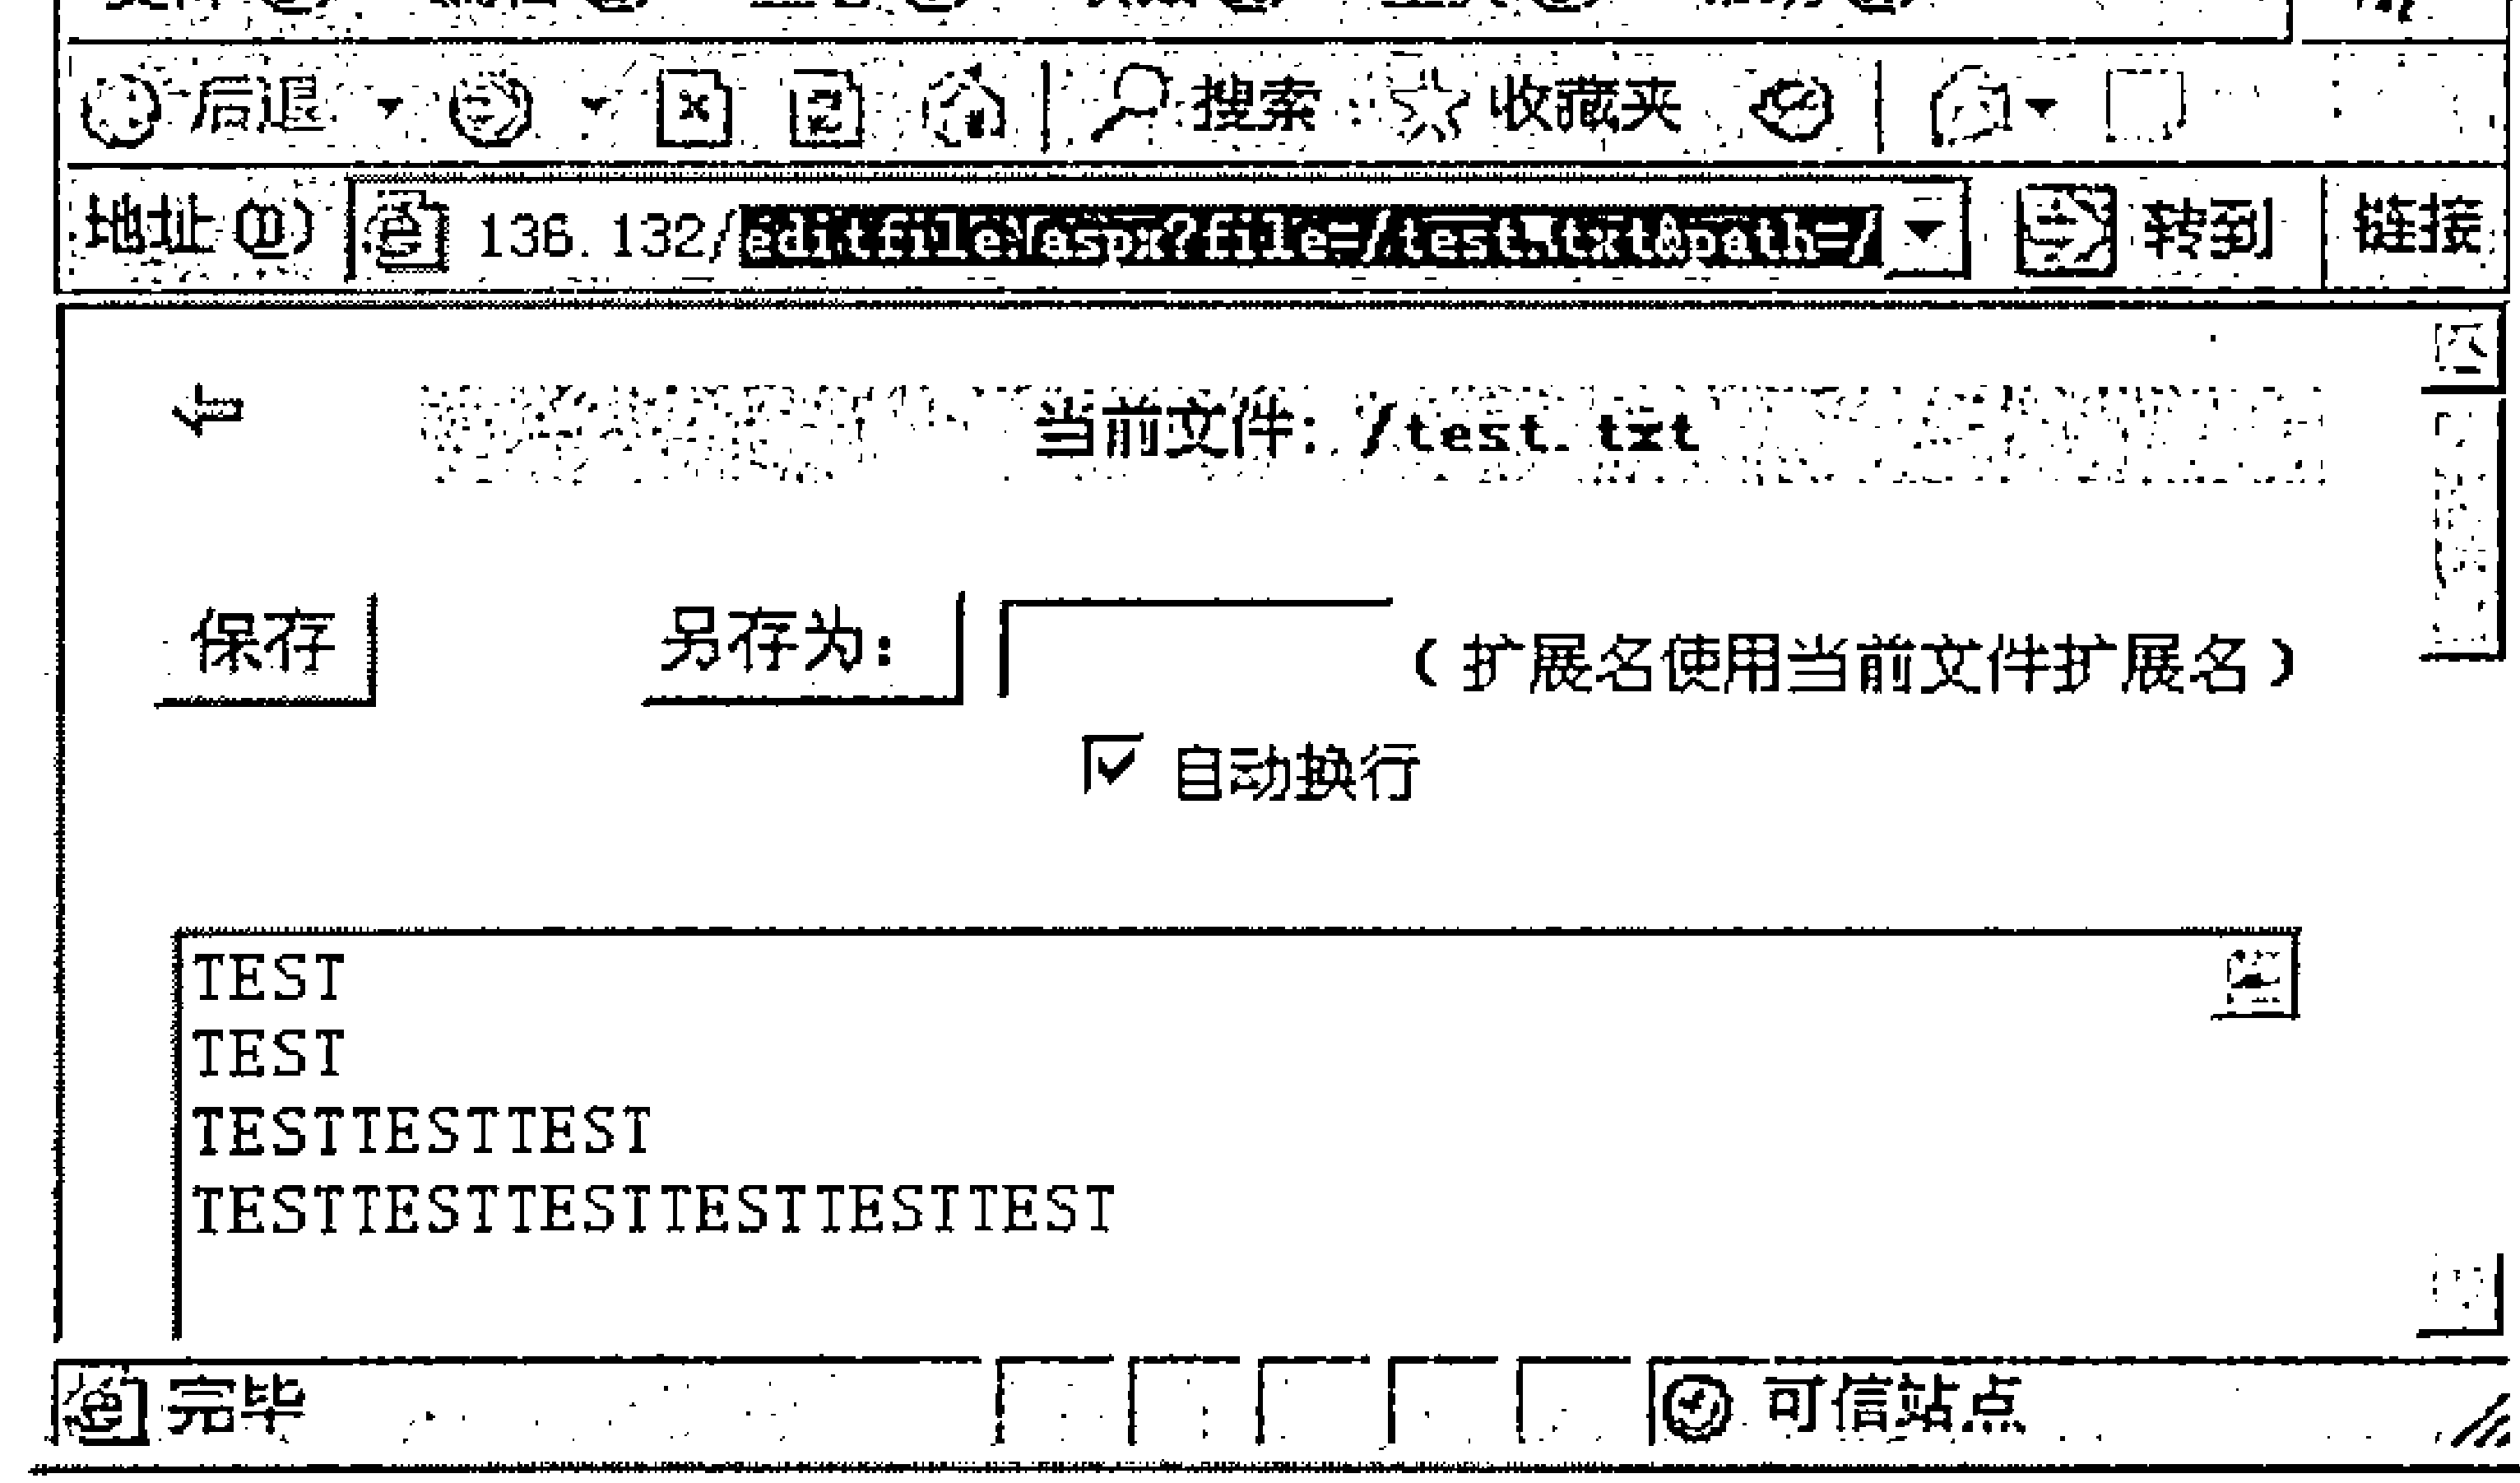 后退 搜索 收藏夹
地址(D) 136.132/editfile.aspx?file=/test.txt&path=/ 转到 链接
当前文件: /test.txt
保存 另存为: (扩展名使用当前文件扩展名)
自动换行
TEST
TEST
TESTTESTTEST
TESTTESTTESTTESTTESTTEST
完毕 可信站点